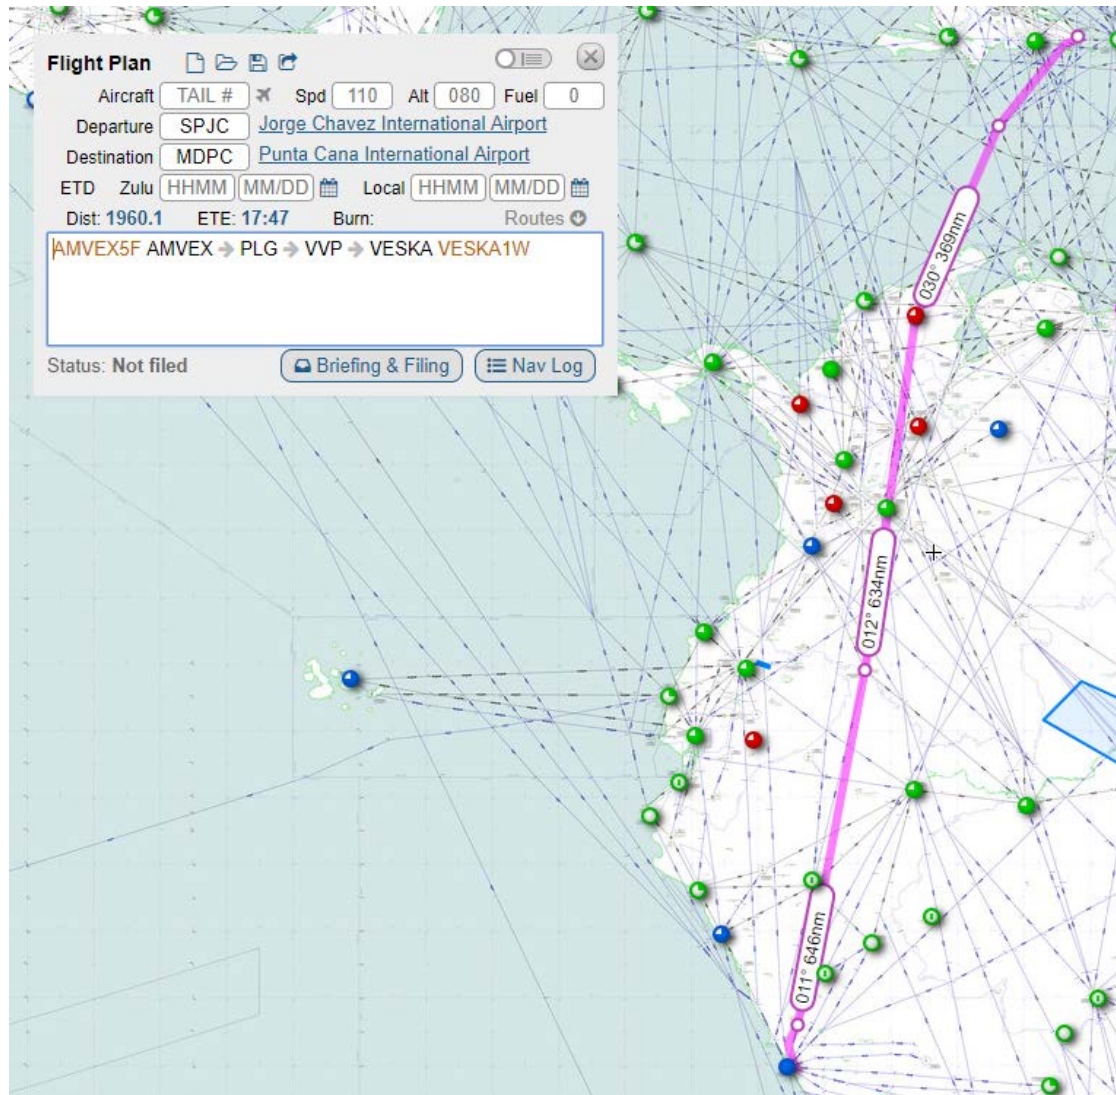 Flight Plan
Aircraft TAIL # Spd 110 Alt 080 Fuel 0
Departure SPJC Jorge Chavez International Airport
Destination MDPC Punta Cana International Airport
ETD Zulu HHMM MM/DD Local HHMM MM/DD
Dist: 1960.1 ETE: 17:47 Burn: Routes
AMVEX5F AMVEX → PLG → VVP → VESKA VESKA1W
Status: Not filed Briefing & Filing Nav Log
030° 369nm
012° 634nm
011° 646nm